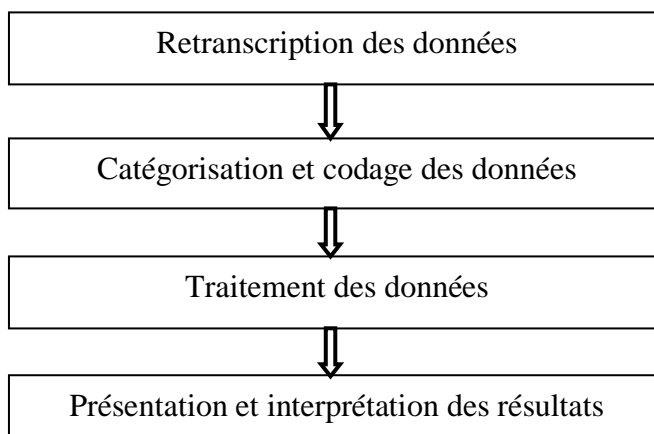 Retranscription des données
Catégorisation et codage des données
Traitement des données
Présentation et interprétation des résultats